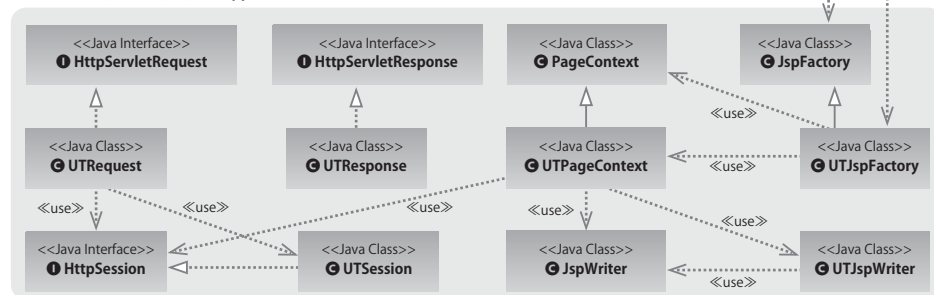 <<Java Interface>>
I HttpServletRequest
<<Java Interface>>
I HttpServletResponse
<<Java Class>>
C PageContext
<<Java Class>>
C JspFactory
≪use≫
<<Java Class>>
C UTRequest
<<Java Class>>
C UTResponse
<<Java Class>>
C UTPageContext
≪use≫
<<Java Class>>
C UTJspFactory
≪use≫
≪use≫
≪use≫
≪use≫
≪use≫
<<Java Interface>>
I HttpSession
<<Java Class>>
C UTSession
<<Java Class>>
C JspWriter
≪use≫
<<Java Class>>
C UTJspWriter